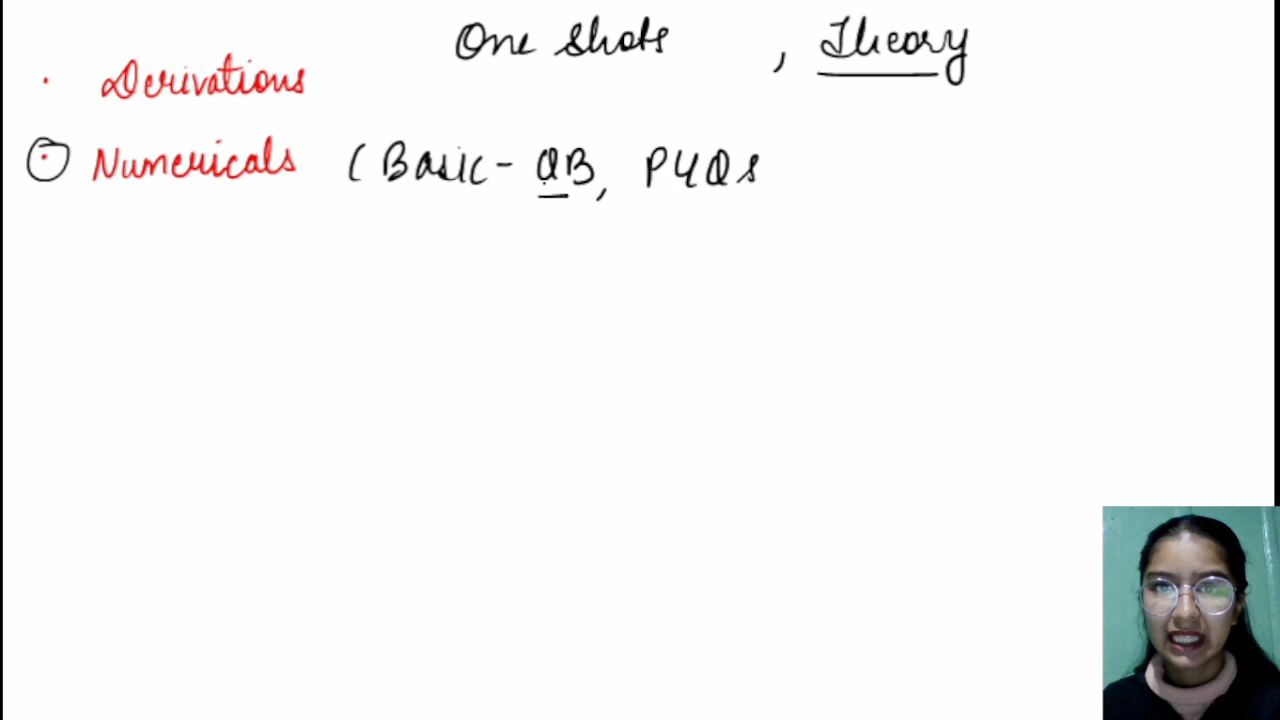 One Shots , Theory
· Derivations
· Numericals (Basic - QB, PYQs